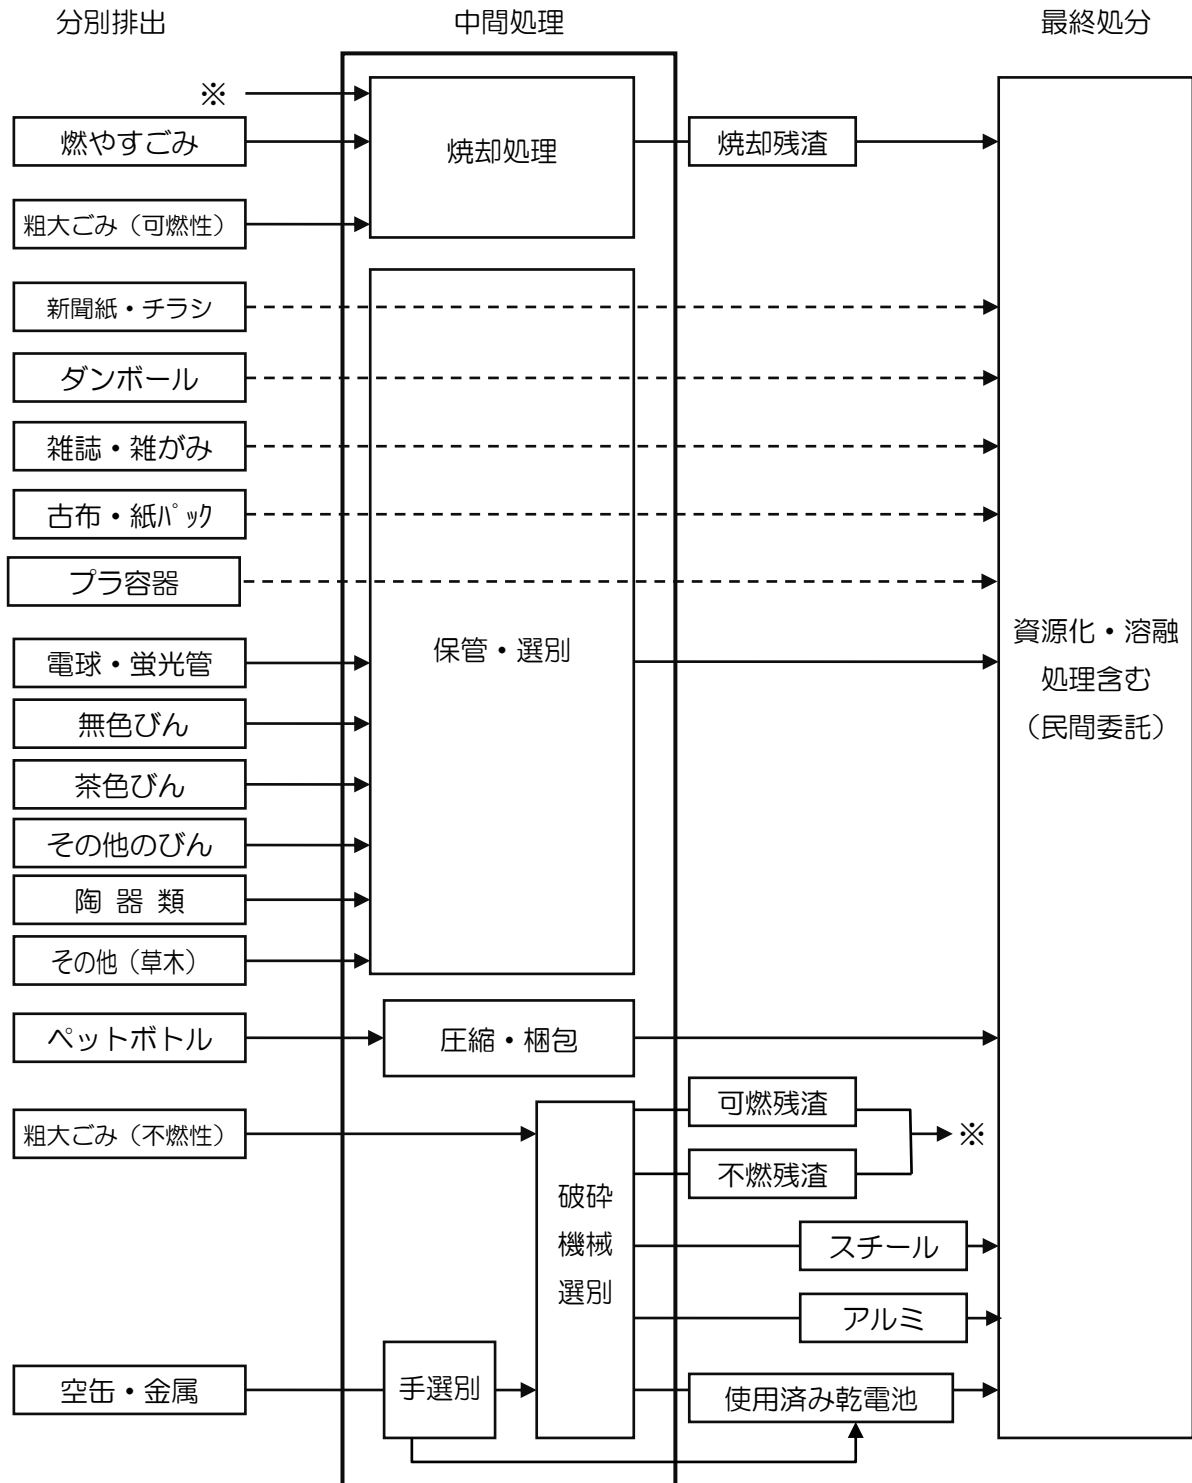 分別排出
中間処理
最終処分
※
燃やすごみ
粗大ごみ（可燃性）
焼却処理
焼却残渣
新聞紙・チラシ
ダンボール
雑誌・雑がみ
古布・紙ﾊﾟｯｸ
プラ容器
電球・蛍光管
無色びん
茶色びん
その他のびん
陶 器 類
その他（草木）
保管・選別
資源化・溶融
処理含む
（民間委託）
ペットボトル
圧縮・梱包
粗大ごみ（不燃性）
破砕
機械
選別
可燃残渣
不燃残渣
※
スチール
アルミ
空缶・金属
手選別
使用済み乾電池